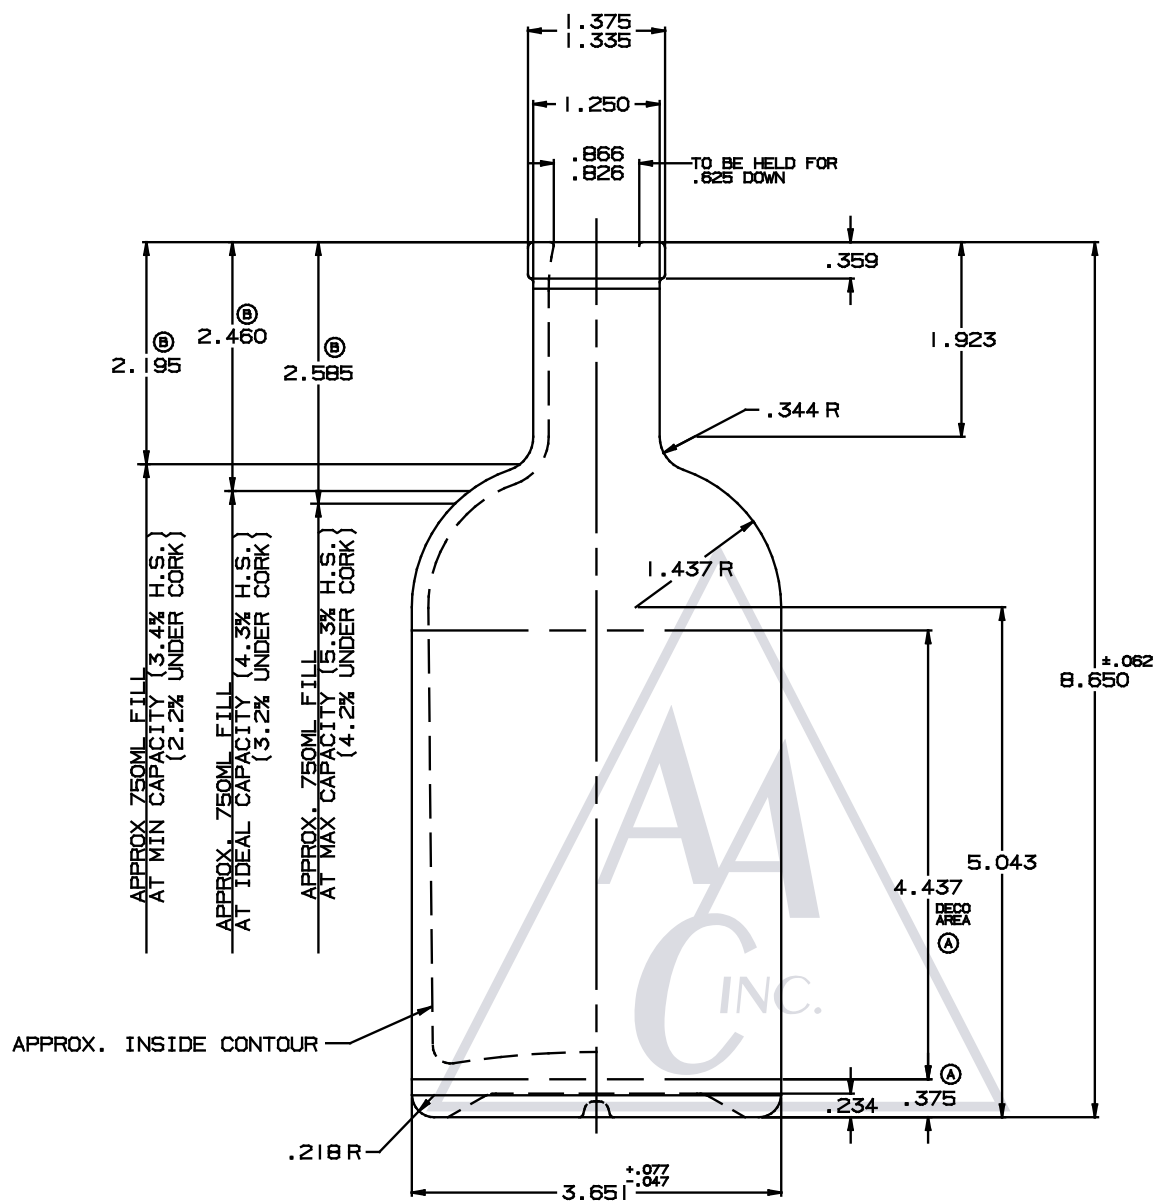 1.375
1.335
1.250
.866
.826
TO BE HELD FOR
.625 DOWN
.359
1.923
B
2.195
B
2.460
B
2.585
.344 R
1.437 R
±.062
8.650
APPROX 750ML FILL
AT MIN CAPACITY (3.4% H.S.)
(2.2% UNDER CORK)
APPROX. 750ML FILL
AT IDEAL CAPACITY (4.3% H.S.)
(3.2% UNDER CORK)
APPROX. 750ML FILL
AT MAX CAPACITY (5.3% H.S.)
(4.2% UNDER CORK)
5.043
4.437
DECO
AREA
A
AAC INC.
APPROX. INSIDE CONTOUR
A
.375
.234
.218 R
+.077
-.047
3.651